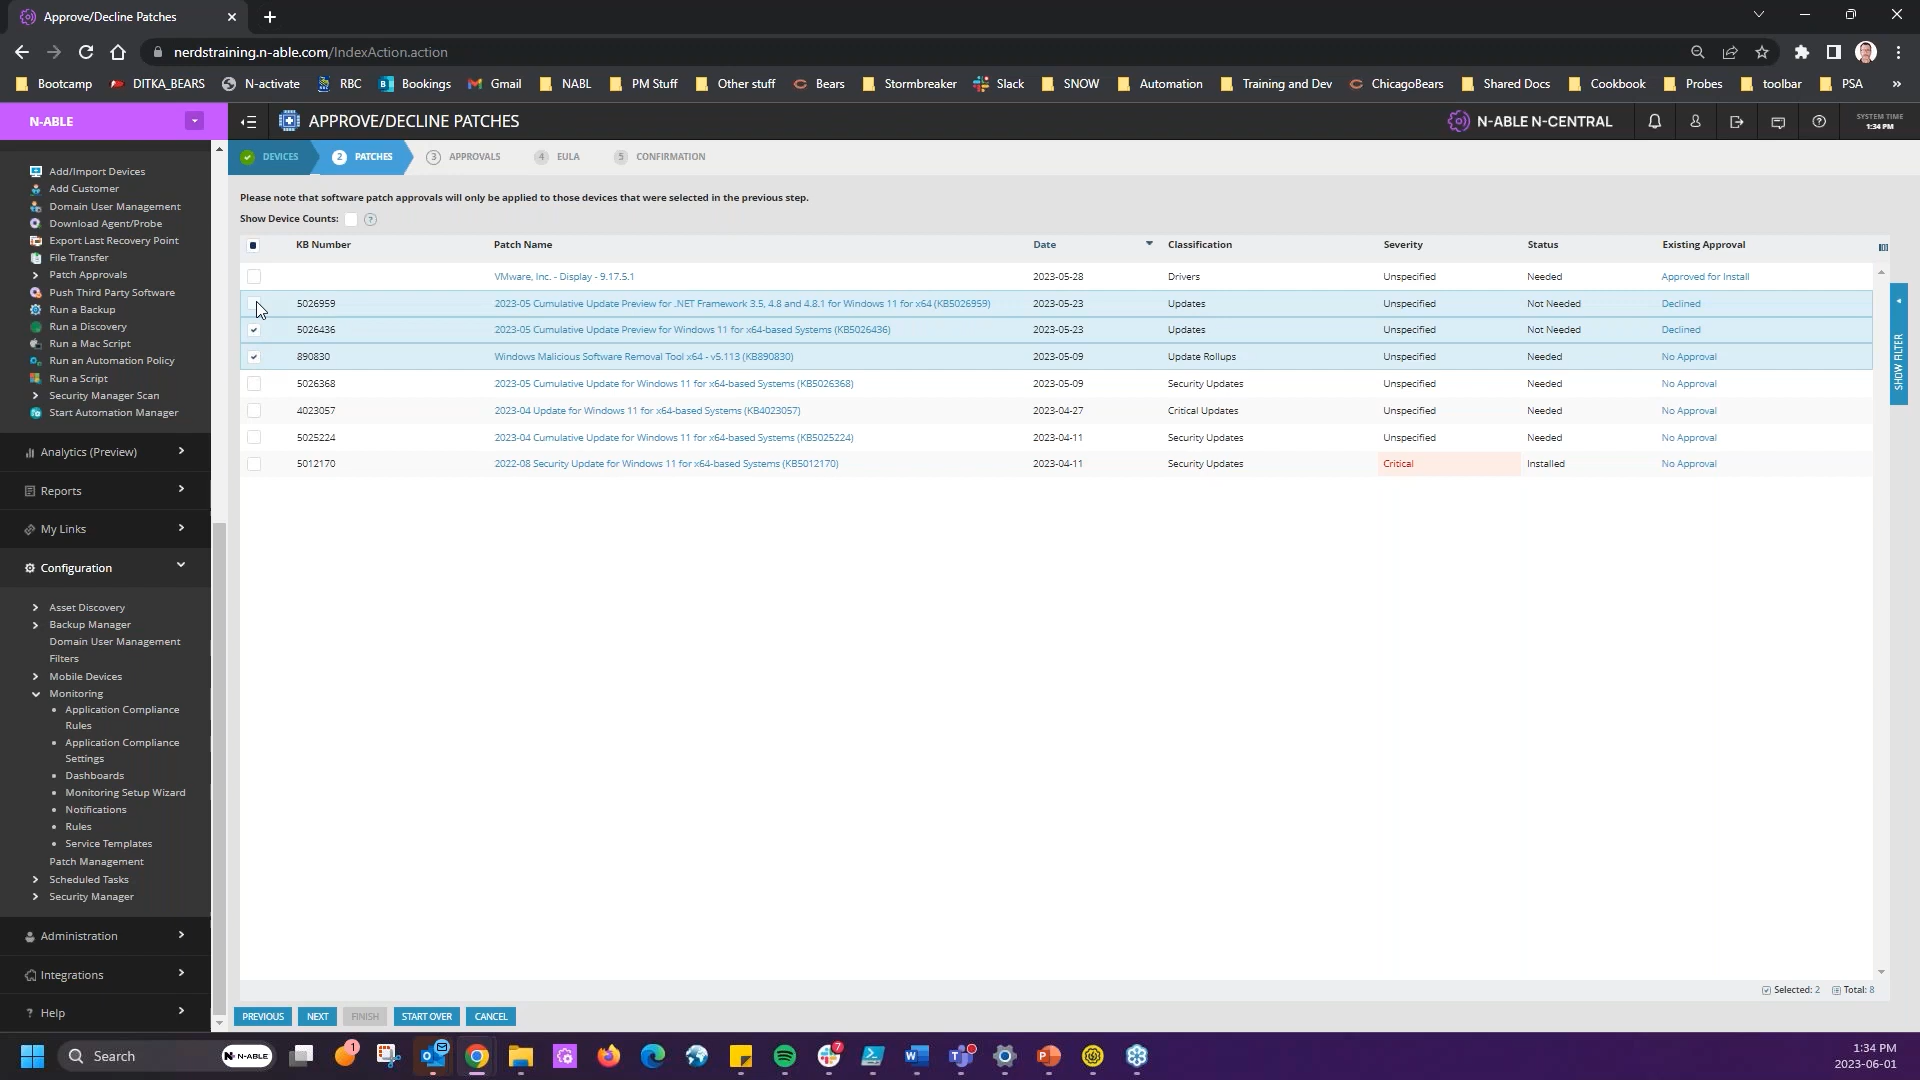 Approve/Decline Patches
nerdstraining.n-able.com/IndexAction.action
Bootcamp DITKA_BEARS N-activate RBC Bookings Gmail NABL PM Stuff Other stuff Bears Stormbreaker Slack SNOW Automation Training and Dev ChicagoBears Shared Docs Cookbook Probes toolbar PSA »
N-ABLE
APPROVE/DECLINE PATCHES
N-ABLE N-CENTRAL
SYSTEM TIME
1:34 PM
DEVICES 2 PATCHES 3 APPROVALS 4 EULA 5 CONFIRMATION
Add/Import Devices
Add Customer
Domain User Management
Download Agent/Probe
Export Last Recovery Point
File Transfer
Patch Approvals
Push Third Party Software
Run a Backup
Run a Discovery
Run a Mac Script
Run an Automation Policy
Run a Script
Security Manager Scan
Start Automation Manager
Analytics (Preview)
Reports
My Links
Configuration
Asset Discovery
Backup Manager
Domain User Management
Filters
Mobile Devices
Monitoring
Application Compliance
Rules
Application Compliance
Settings
Dashboards
Monitoring Setup Wizard
Notifications
Rules
Service Templates
Patch Management
Scheduled Tasks
Security Manager
Administration
Integrations
Help
Please note that software patch approvals will only be applied to those devices that were selected in the previous step.
Show Device Counts: ?
KB Number Patch Name Date Classification Severity Status Existing Approval
VMware, Inc. - Display - 9.17.5.1 2023-05-28 Drivers Unspecified Needed Approved for Install
5026959 2023-05 Cumulative Update Preview for .NET Framework 3.5, 4.8 and 4.8.1 for Windows 11 for x64 (KB5026959) 2023-05-23 Updates Unspecified Not Needed Declined
5026436 2023-05 Cumulative Update Preview for Windows 11 for x64-based Systems (KB5026436) 2023-05-23 Updates Unspecified Not Needed Declined
890830 Windows Malicious Software Removal Tool x64 - v5.113 (KB890830) 2023-05-09 Update Rollups Unspecified Needed No Approval
5026368 2023-05 Cumulative Update for Windows 11 for x64-based Systems (KB5026368) 2023-05-09 Security Updates Unspecified Needed No Approval
4023057 2023-04 Update for Windows 11 for x64-based Systems (KB4023057) 2023-04-27 Critical Updates Unspecified Needed No Approval
5025224 2023-04 Cumulative Update for Windows 11 for x64-based Systems (KB5025224) 2023-04-11 Security Updates Unspecified Needed No Approval
5012170 2022-08 Security Update for Windows 11 for x64-based Systems (KB5012170) 2023-04-11 Security Updates Critical Installed No Approval
SHOW FILTER
Selected: 2 Total: 8
PREVIOUS NEXT FINISH START OVER CANCEL
Search N-ABLE 1 7
1:34 PM
2023-06-01